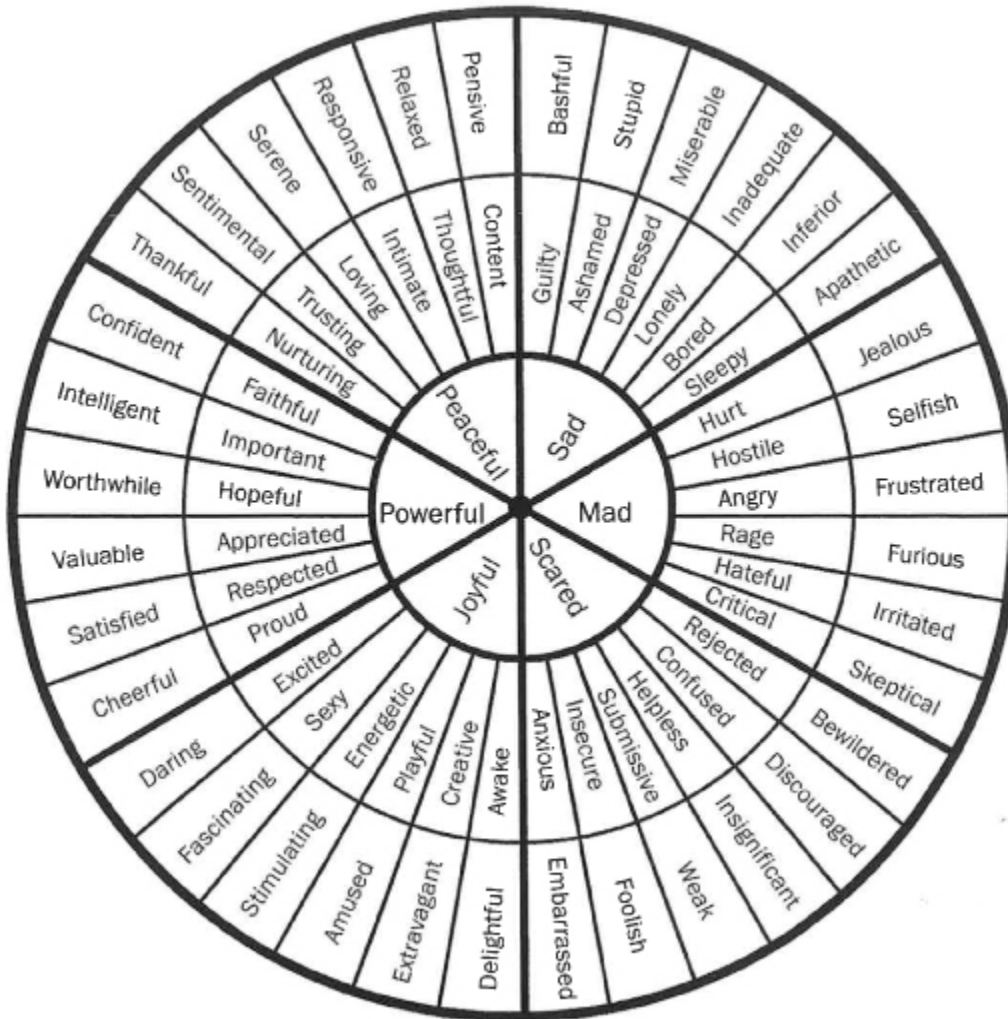 Peaceful
Sad
Mad
Scared
Joyful
Powerful
Guilty
Ashamed
Depressed
Lonely
Bored
Sleepy
Hurt
Hostile
Angry
Rage
Hateful
Critical
Rejected
Confused
Helpless
Submissive
Insecure
Anxious
Awake
Creative
Playful
Energetic
Sexy
Excited
Proud
Respected
Appreciated
Hopeful
Important
Faithful
Nurturing
Trusting
Loving
Intimate
Thoughtful
Content
Bashful
Stupid
Miserable
Inadequate
Inferior
Apathetic
Jealous
Selfish
Frustrated
Furious
Irritated
Skeptical
Bewildered
Discouraged
Insignificant
Weak
Foolish
Embarrassed
Delightful
Extravagant
Amused
Stimulating
Fascinating
Daring
Cheerful
Satisfied
Valuable
Worthwhile
Intelligent
Confident
Thankful
Sentimental
Serene
Responsive
Relaxed
Pensive